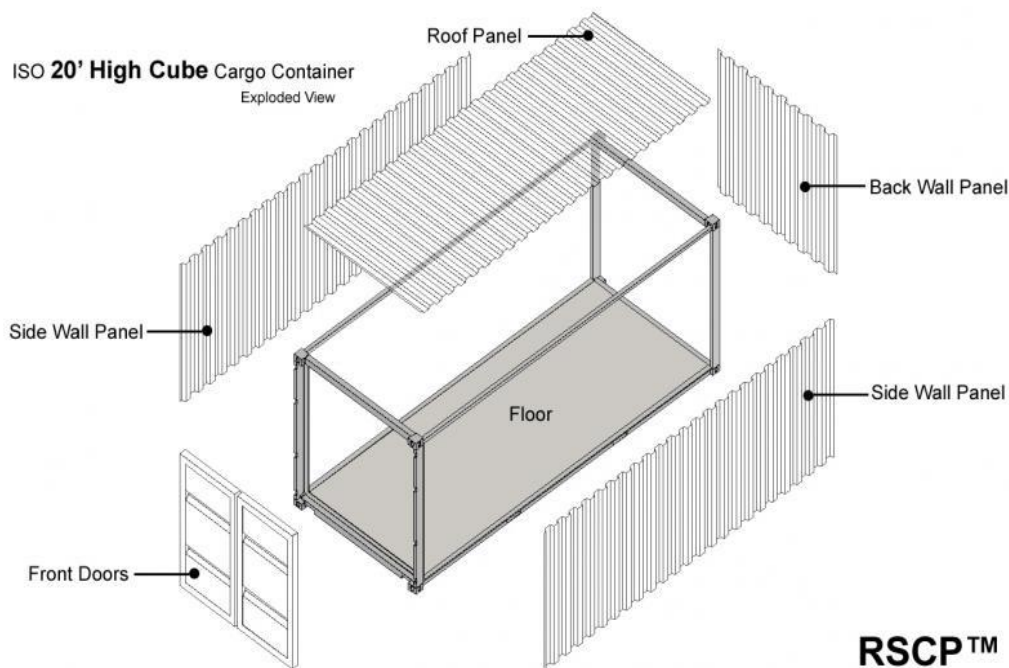 Roof Panel
ISO 20’ High Cube Cargo Container
Exploded View
Back Wall Panel
Side Wall Panel
Side Wall Panel
Floor
Front Doors
RSCP™